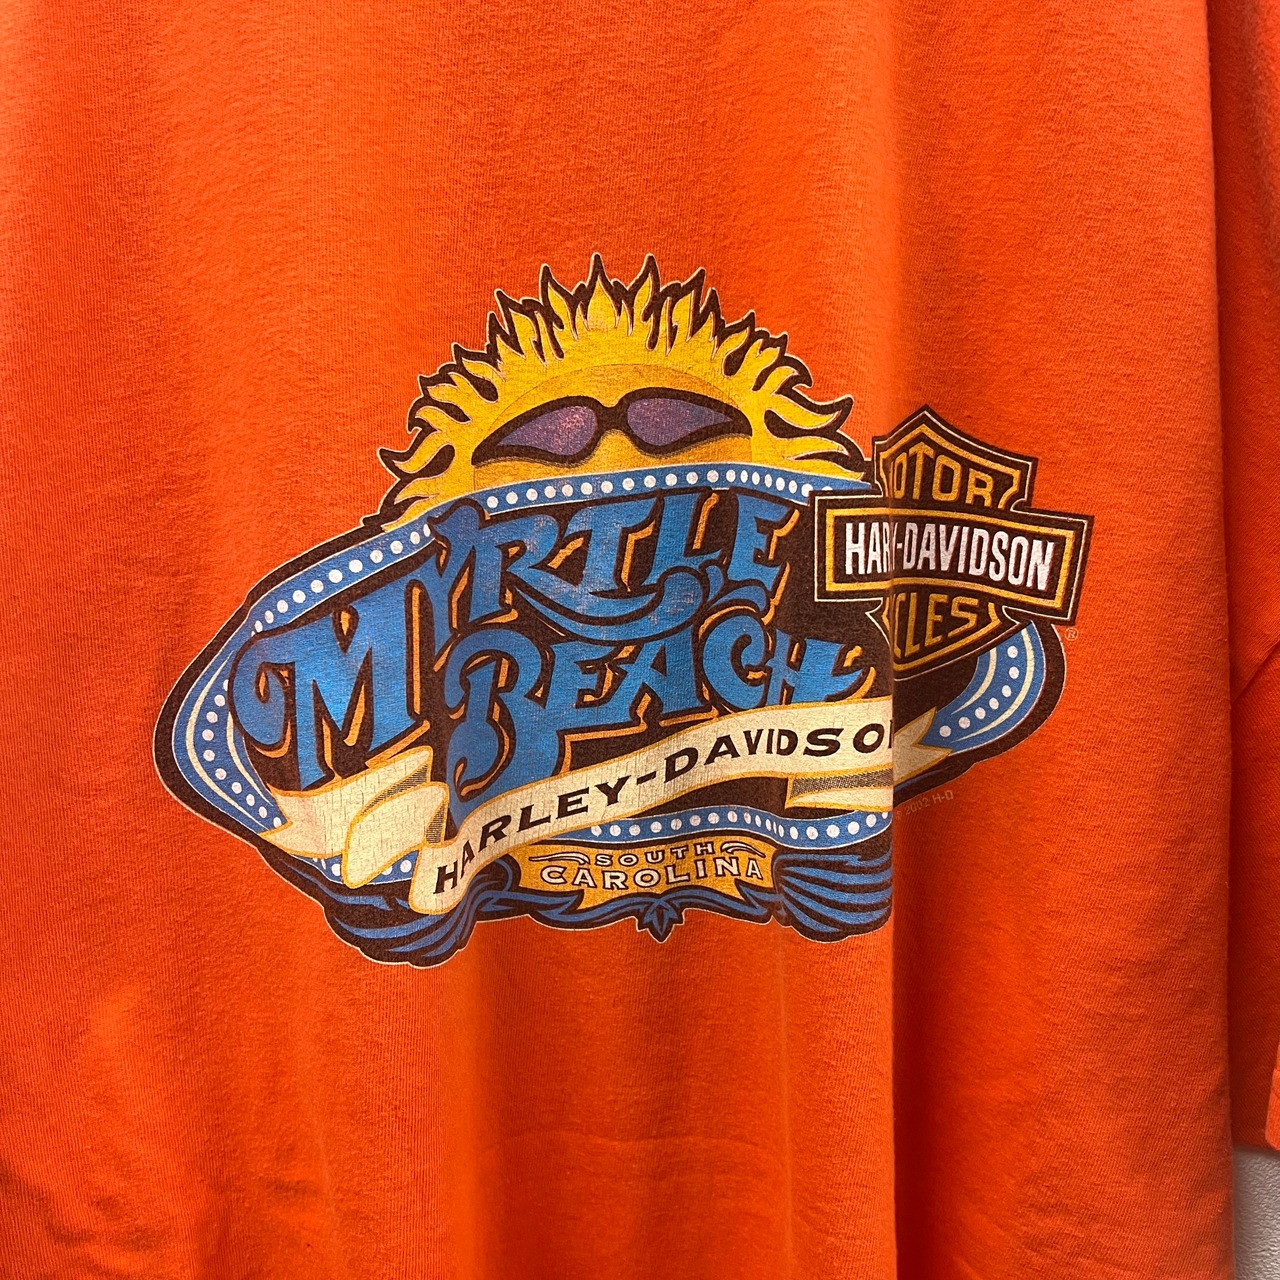 MYRTLE
BEACH
MOTOR
HARLEY-DAVIDSON
CYCLES
®
HARLEY-DAVIDSON
SOUTH
CAROLINA
H-D